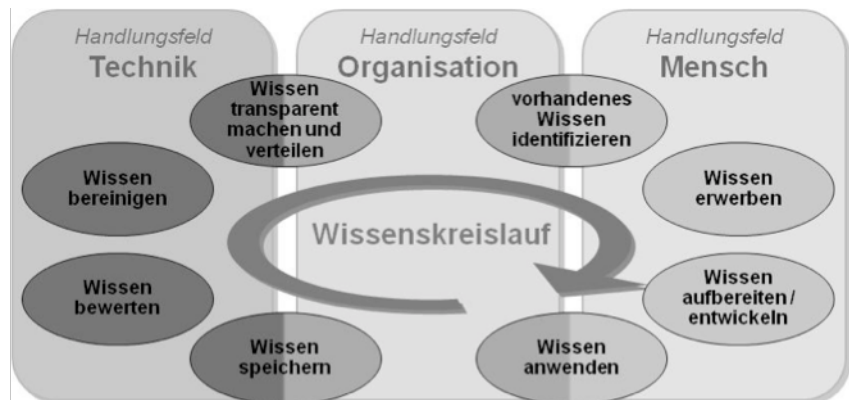 Handlungsfeld
Technik
Handlungsfeld
Organisation
Handlungsfeld
Mensch
Wissen
transparent
machen und
verteilen
vorhandenes
Wissen
identifizieren
Wissen
bereinigen
Wissen
erwerben
Wissenskreislauf
Wissen
bewerten
Wissen
aufbereiten /
entwickeln
Wissen
speichern
Wissen
anwenden